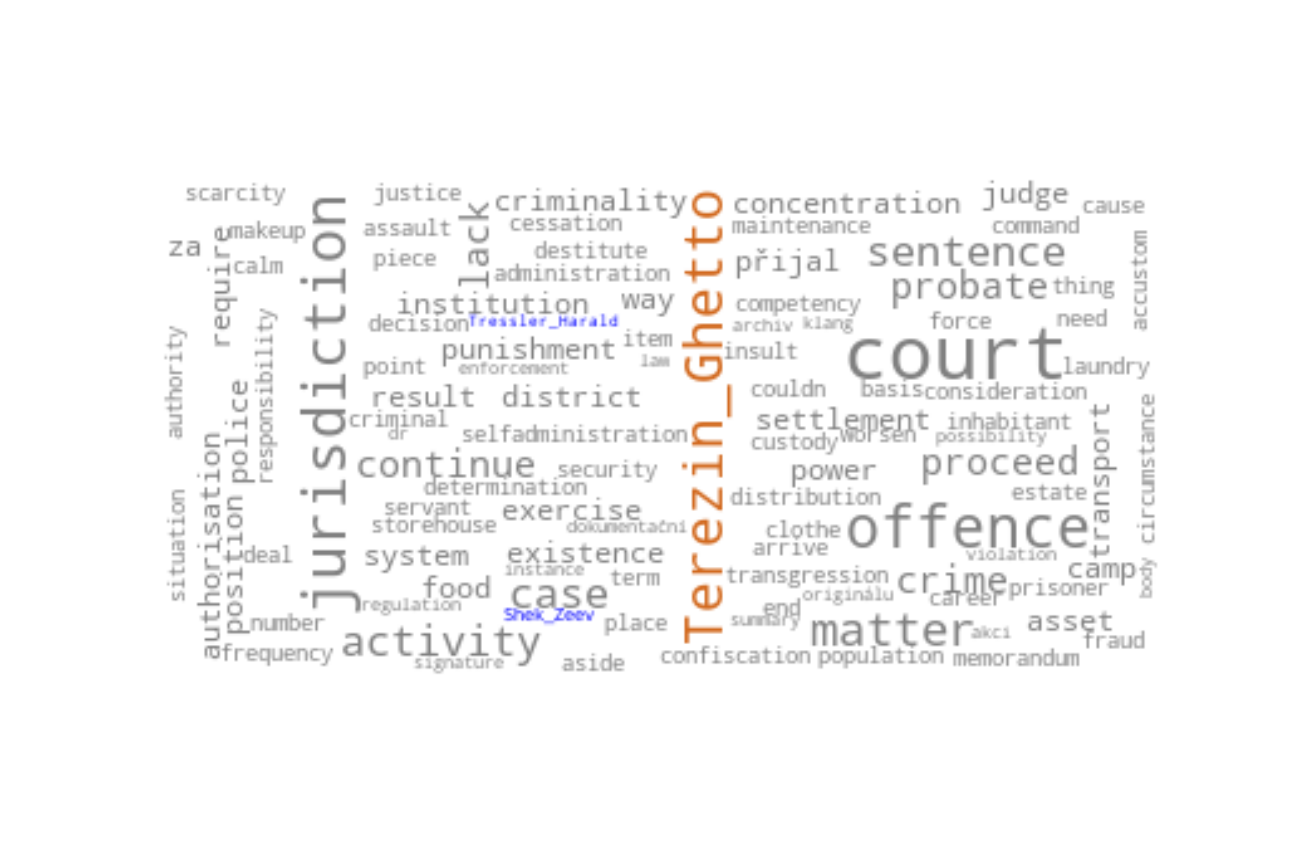 scarcity
justice
criminality
concentration
judge
cause
makeup
assault
cessation
maintenance
command
za
require
calm
piece
lack
destitute
administration
přijal
sentence
accustom
jurisdiction
institution
way
Terezin_Ghetto
competency
probate
thing
decision
Tressler_Harald
item
archiv
klang
force
need
authority
responsibility
point
punishment
enforcement
law
insult
court
laundry
police
result
district
couldn
basis
consideration
criminal
dr
selfadministration
settlement
inhabitant
custody
worsen
possibility
circumstance
continue
security
power
proceed
transport
authorisation
position
determination
distribution
estate
situation
servant
storehouse
exercise
dokumentační
clothe
offence
deal
system
existence
arrive
violation
instance
term
transgression
crime
camp
body
food
case
originálu
career
prisoner
regulation
Shek_Zeev
place
end
summary
number
activity
matter
akci
asset
fraud
frequency
signature
aside
confiscation
population
memorandum